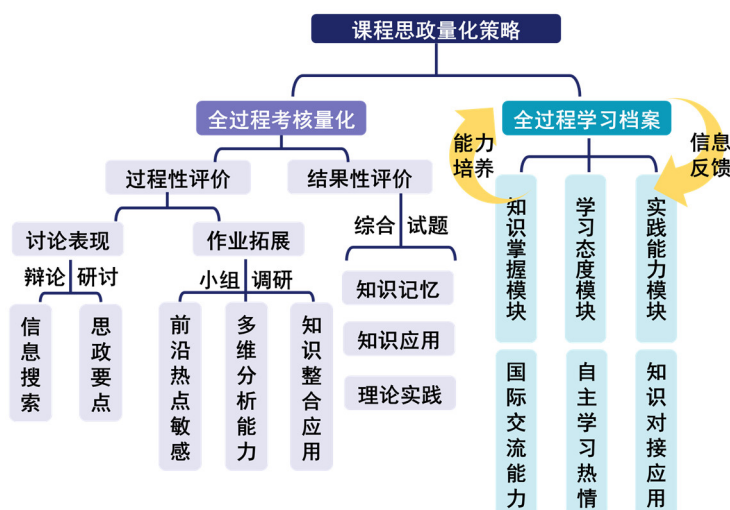 课程思政量化策略
全过程考核量化
全过程学习档案
能力
培养
信息
反馈
过程性评价
结果性评价
讨论表现
作业拓展
综合
试题
辩论
研讨
小组
调研
信息搜索
思政要点
前沿热点敏感
多维分析能力
知识整合应用
知识记忆
知识应用
理论实践
知识掌握模块
学习态度模块
实践能力模块
国际交流能力
自主学习热情
知识对接应用